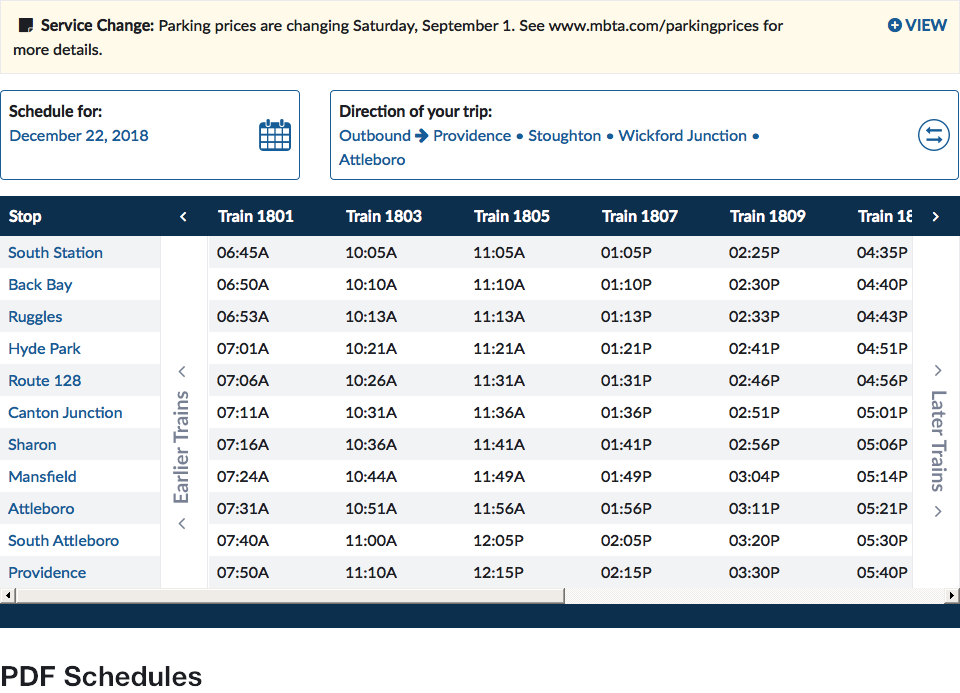 Service Change: Parking prices are changing Saturday, September 1. See www.mbta.com/parkingprices for
more details.
VIEW
Schedule for:
December 22, 2018
Direction of your trip:
Outbound → Providence • Stoughton • Wickford Junction •
Attleboro
Stop < Train 1801 Train 1803 Train 1805 Train 1807 Train 1809 Train 18 >
South Station 06:45A 10:05A 11:05A 01:05P 02:25P 04:35P
Back Bay 06:50A 10:10A 11:10A 01:10P 02:30P 04:40P
Ruggles 06:53A 10:13A 11:13A 01:13P 02:33P 04:43P
Hyde Park 07:01A 10:21A 11:21A 01:21P 02:41P 04:51P
Route 128 07:06A 10:26A 11:31A 01:31P 02:46P 04:56P
Canton Junction 07:11A 10:31A 11:36A 01:36P 02:51P 05:01P
Sharon 07:16A 10:36A 11:41A 01:41P 02:56P 05:06P
Mansfield 07:24A 10:44A 11:49A 01:49P 03:04P 05:14P
Attleboro 07:31A 10:51A 11:56A 01:56P 03:11P 05:21P
South Attleboro 07:40A 11:00A 12:05P 02:05P 03:20P 05:30P
Providence 07:50A 11:10A 12:15P 02:15P 03:30P 05:40P
Earlier Trains
Later Trains
PDF Schedules